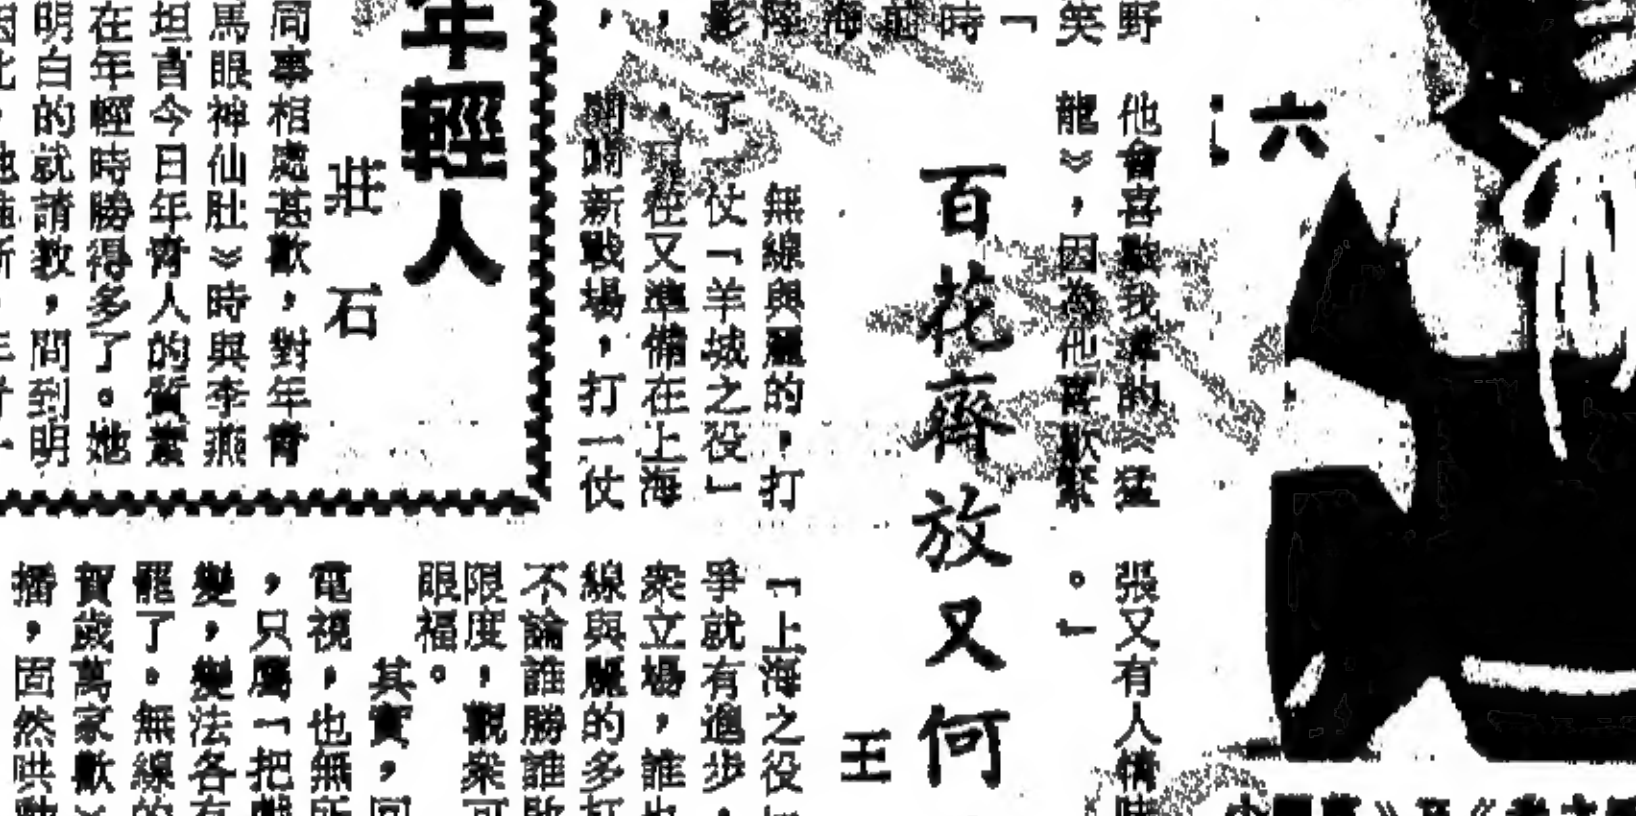 野
笑
「
時
他會喜歡我演的《猛
龍》，因為他喜歡緊
張又有人情味
。」
六
百花齊放又何
王
無線與麗的，打
了一仗「羊城之役」
，現在又準備在上海
開闢新戰場，打一仗
「上海之役
爭就有進步，
眾立場，誰也
線與麗的多打
不論誰勝誰敗
限度，觀眾可
眼福。
其實，同
電視，也無所
，只屬「把戲
變，變法各有
罷了。無線的
賀歲萬家歡》
播，固然哄動
年輕人
莊石
同事相處甚歡，對年青
馬眼神仙肚》時與李燕
坦言今日年青人的質素
在年輕時勝得多了。她
明白的就請教，問到明